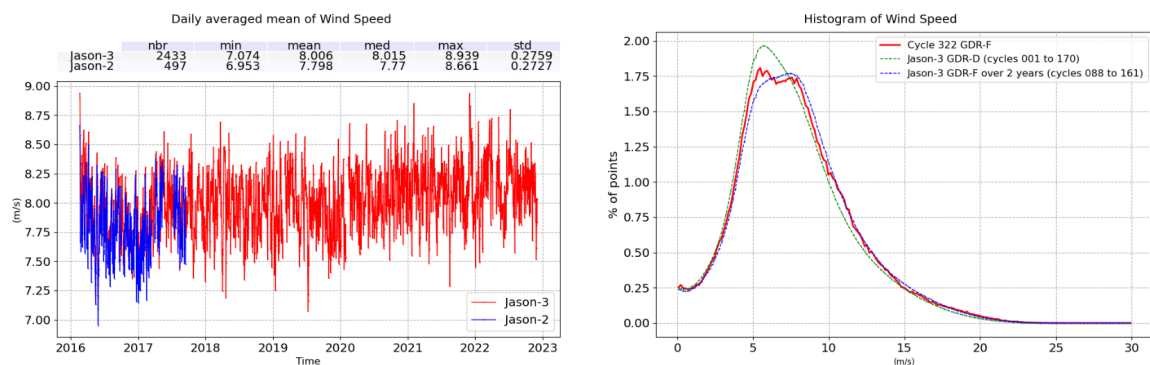 Daily averaged mean of Wind Speed
nbr min mean med max std
Jason-3 2433 7.074 8.006 8.015 8.939 0.2759
Jason-2 497 6.953 7.798 7.77 8.661 0.2727
9.00
8.75
8.50
8.25
8.00
7.75
7.50
7.25
7.00
(m/s)
Jason-3
Jason-2
2016 2017 2018 2019 2020 2021 2022 2023
Time
Histogram of Wind Speed
Cycle 322 GDR-F
Jason-3 GDR-D (cycles 001 to 170)
Jason-3 GDR-F over 2 years (cycles 088 to 161)
2.00
1.75
1.50
1.25
1.00
0.75
0.50
0.25
0.00
% of points
0 5 10 15 20 25 30
(m/s)